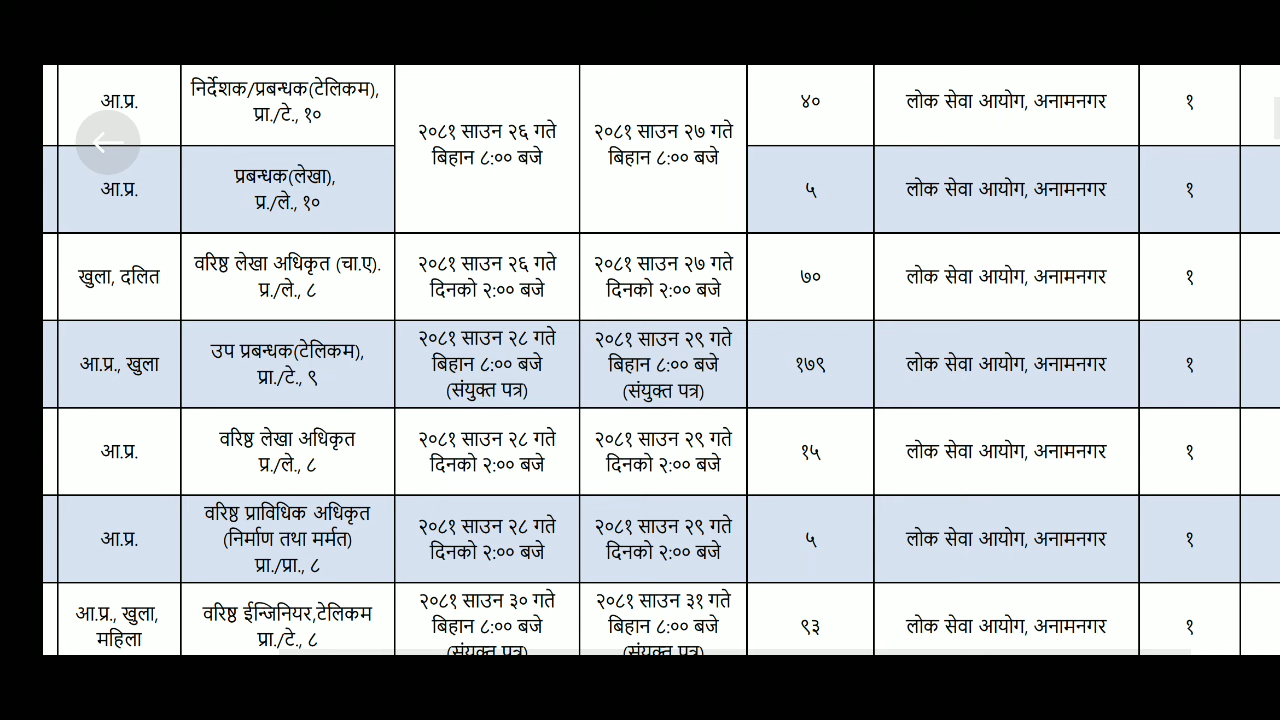 आ.प्र.
निर्देशक/प्रबन्धक(टेलिकम),
प्रा./टे., १०
२०८१ साउन २६ गते
बिहान ८:०० बजे
२०८१ साउन २७ गते
बिहान ८:०० बजे
४०
लोक सेवा आयोग, अनामनगर
१
आ.प्र.
प्रबन्धक(लेखा),
प्र./ले., १०
५
लोक सेवा आयोग, अनामनगर
१
खुला, दलित
वरिष्ठ लेखा अधिकृत (चा.ए).
प्र./ले., ८
२०८१ साउन २६ गते
दिनको २:०० बजे
२०८१ साउन २७ गते
दिनको २:०० बजे
७०
लोक सेवा आयोग, अनामनगर
१
आ.प्र., खुला
उप प्रबन्धक(टेलिकम),
प्रा./टे., ९
२०८१ साउन २८ गते
बिहान ८:०० बजे
(संयुक्त पत्र)
२०८१ साउन २९ गते
बिहान ८:०० बजे
(संयुक्त पत्र)
१७९
लोक सेवा आयोग, अनामनगर
१
आ.प्र.
वरिष्ठ लेखा अधिकृत
प्र./ले., ८
२०८१ साउन २८ गते
दिनको २:०० बजे
२०८१ साउन २९ गते
दिनको २:०० बजे
१५
लोक सेवा आयोग, अनामनगर
१
आ.प्र.
वरिष्ठ प्राविधिक अधिकृत
(निर्माण तथा मर्मत)
प्रा./प्रा., ८
२०८१ साउन २८ गते
दिनको २:०० बजे
२०८१ साउन २९ गते
दिनको २:०० बजे
५
लोक सेवा आयोग, अनामनगर
१
आ.प्र., खुला,
महिला
वरिष्ठ ईन्जिनियर,टेलिकम
प्रा./टे., ८
२०८१ साउन ३० गते
बिहान ८:०० बजे
(संयुक्त पत्र)
२०८१ साउन ३१ गते
बिहान ८:०० बजे
(संयुक्त पत्र)
९३
लोक सेवा आयोग, अनामनगर
१